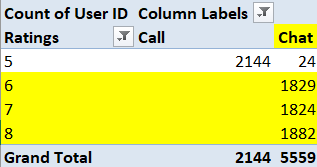 Count of User ID Column Labels
Ratings Call Chat
5 2144 24
6 1829
7 1824
8 1882
Grand Total 2144 5559